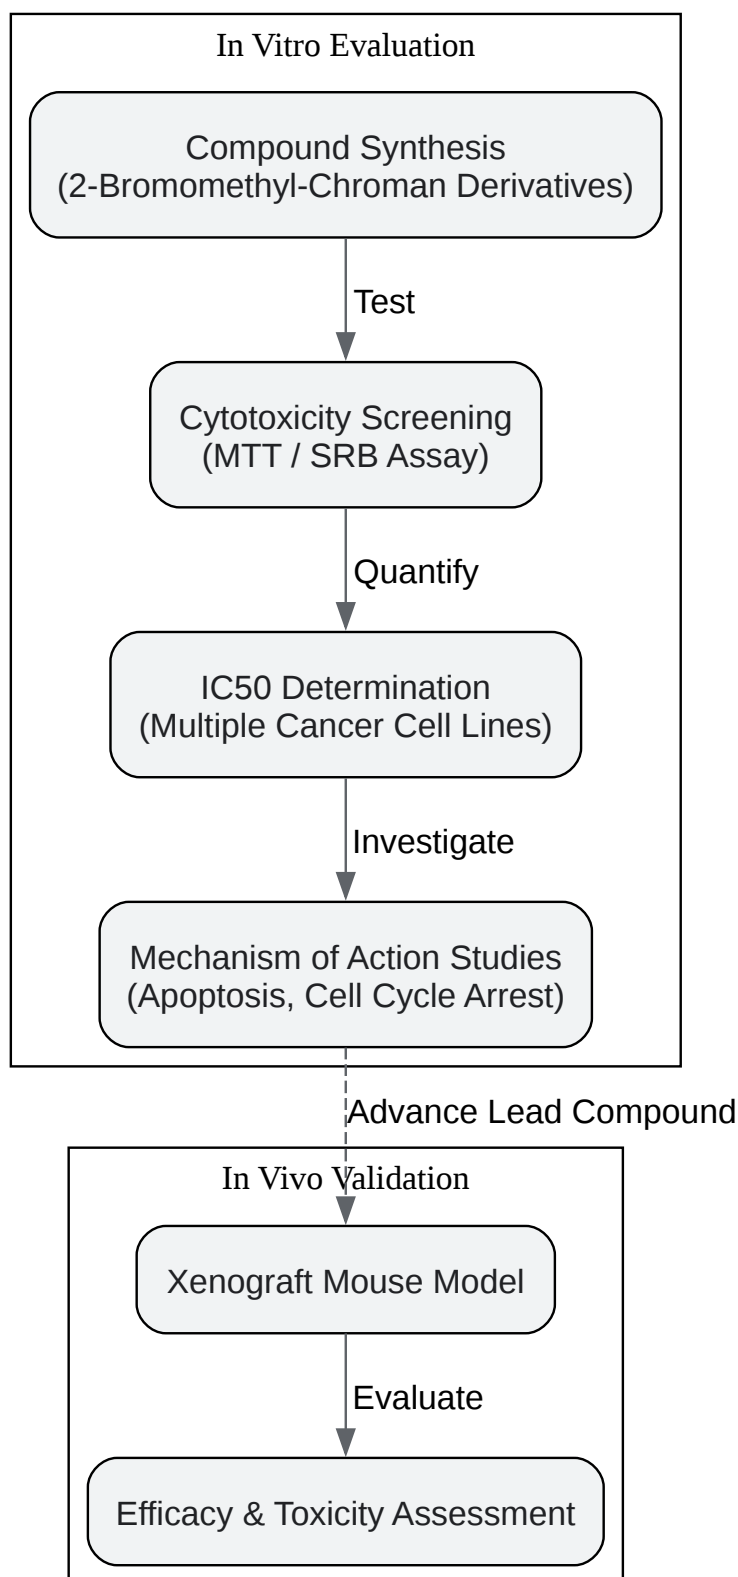 In Vitro Evaluation
Compound Synthesis
(2-Bromomethyl-Chroman Derivatives)
Test
Cytotoxicity Screening
(MTT / SRB Assay)
Quantify
IC50 Determination
(Multiple Cancer Cell Lines)
Investigate
Mechanism of Action Studies
(Apoptosis, Cell Cycle Arrest)
Advance Lead Compound
In Vivo Validation
Xenograft Mouse Model
Evaluate
Efficacy & Toxicity Assessment